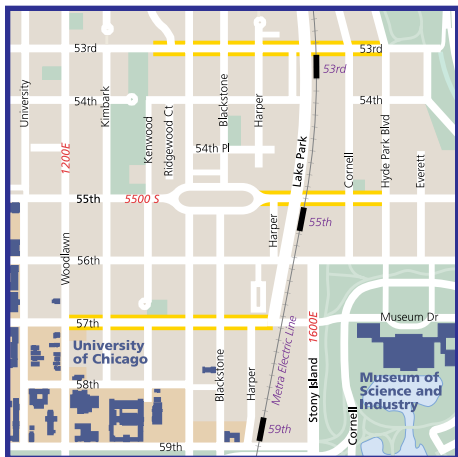 53rd
53rd
53rd
University
Kimbark
54th
Blackstone
Harper
54th
Kenwood
Ridgewood Ct
54th Pl
Lake Park
Hyde Park Blvd
1200E
Cornell
Everett
55th
5500 S
Harper
55th
Woodlawn
56th
57th
1600E
Museum Dr
University
of Chicago
Metra Electric Line
Stony Island
Blackstone
Harper
58th
Museum of
Science and
Industry
Cornell
59th
59th